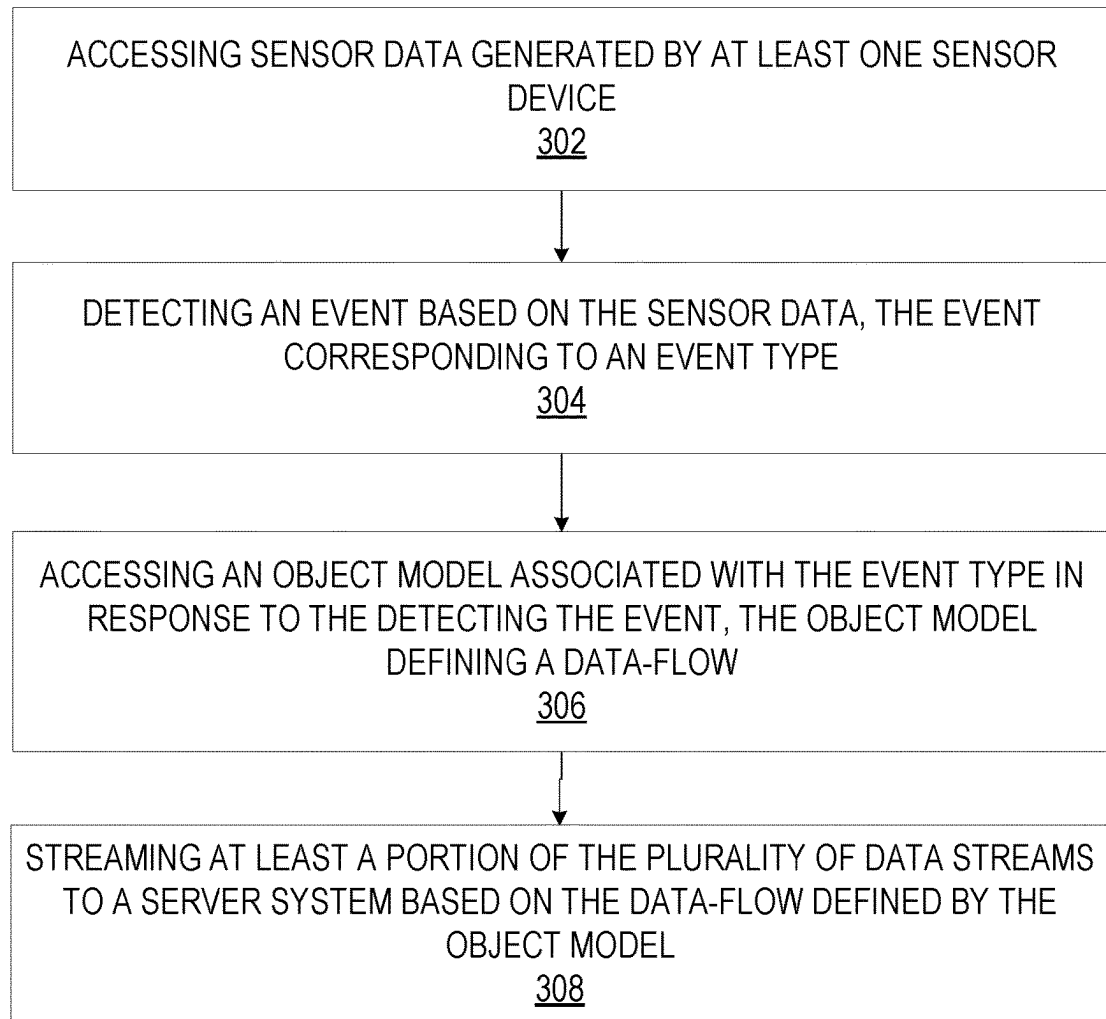 ACCESSING SENSOR DATA GENERATED BY AT LEAST ONE SENSOR
DEVICE
302
DETECTING AN EVENT BASED ON THE SENSOR DATA, THE EVENT
CORRESPONDING TO AN EVENT TYPE
304
ACCESSING AN OBJECT MODEL ASSOCIATED WITH THE EVENT TYPE IN
RESPONSE TO THE DETECTING THE EVENT, THE OBJECT MODEL
DEFINING A DATA-FLOW
306
STREAMING AT LEAST A PORTION OF THE PLURALITY OF DATA STREAMS
TO A SERVER SYSTEM BASED ON THE DATA-FLOW DEFINED BY THE
OBJECT MODEL
308